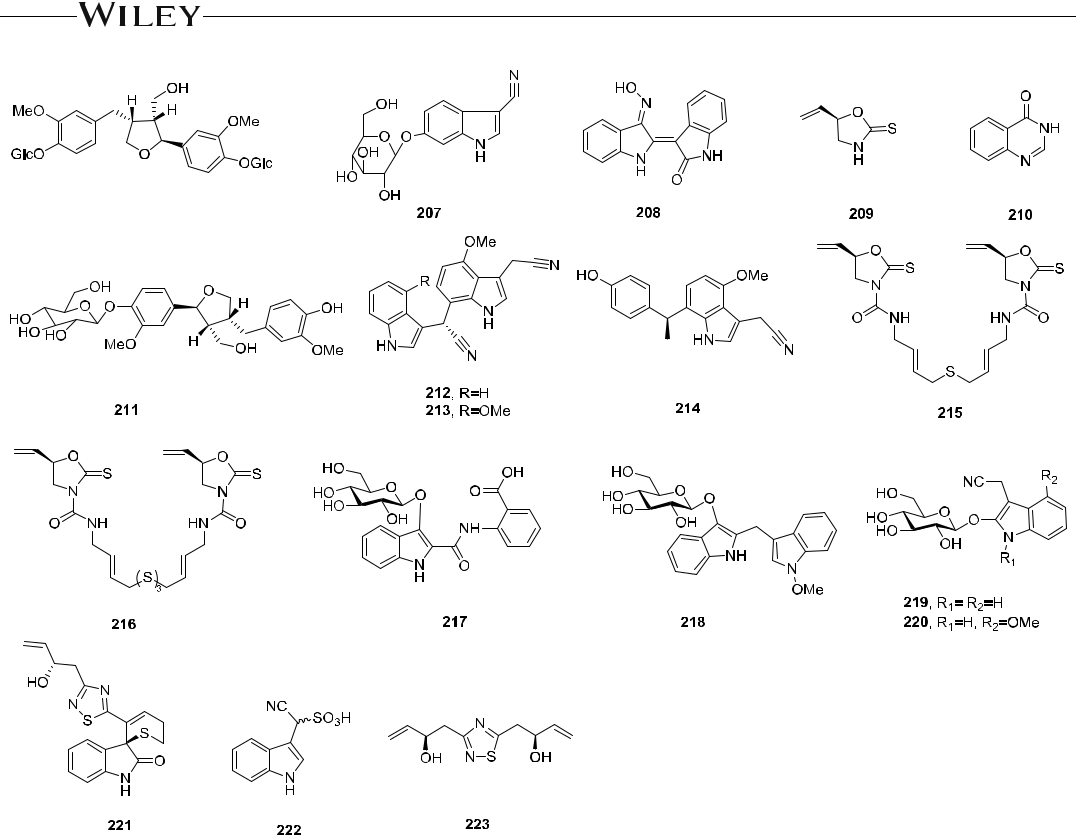 WILEY
OH
H
H
MeO
OMe
GlcO
O
OGlc
N
OH
O
O
OH
HO
HO
OH
NH
207
HO
N
N
H
O
NH
208
O
S
N
H
209
O
NH
N
210
OH
O
HO
HO
OH
O
MeO
O
H
H
OH
OH
OMe
211
OMe
R
N
N
H
HN
N
212, R=H
213, R=OMe
HO
OMe
HN
N
214
O
S
N
NH
O
O
S
N
HN
O
S
215
O
S
N
NH
O
O
S
N
HN
O
(S)3
216
HO
O
HO
HO
OH
O
O
OH
HN
N
H
O
217
HO
O
HO
HO
OH
O
NH
N
OMe
218
HO
O
HO
HO
OH
O
NC
R2
N
R1
219, R1= R2=H
220, R1=H, R2=OMe
HO
N
N
S
S
O
N
H
221
NC
SO3H
N
H
222
OH
N
N
S
OH
223